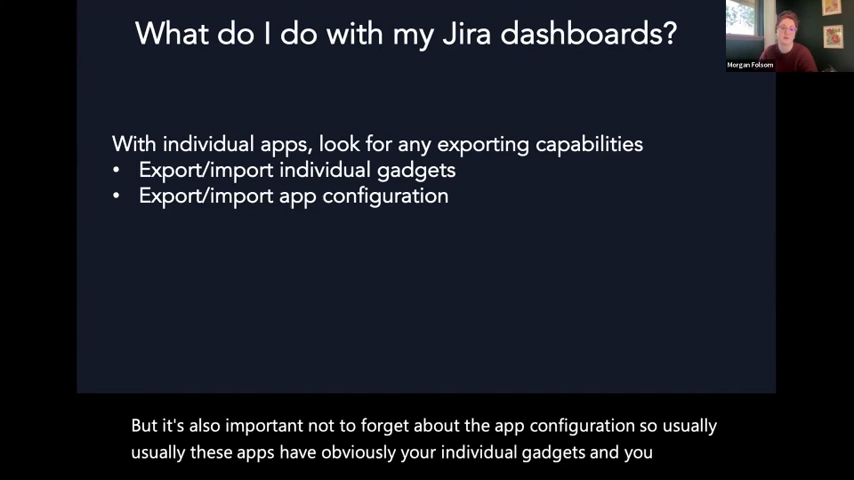 What do I do with my Jira dashboards?
Morgan Folsom
With individual apps, look for any exporting capabilities
• Export/import individual gadgets
• Export/import app configuration
But it's also important not to forget about the app configuration so usually
usually these apps have obviously your individual gadgets and you